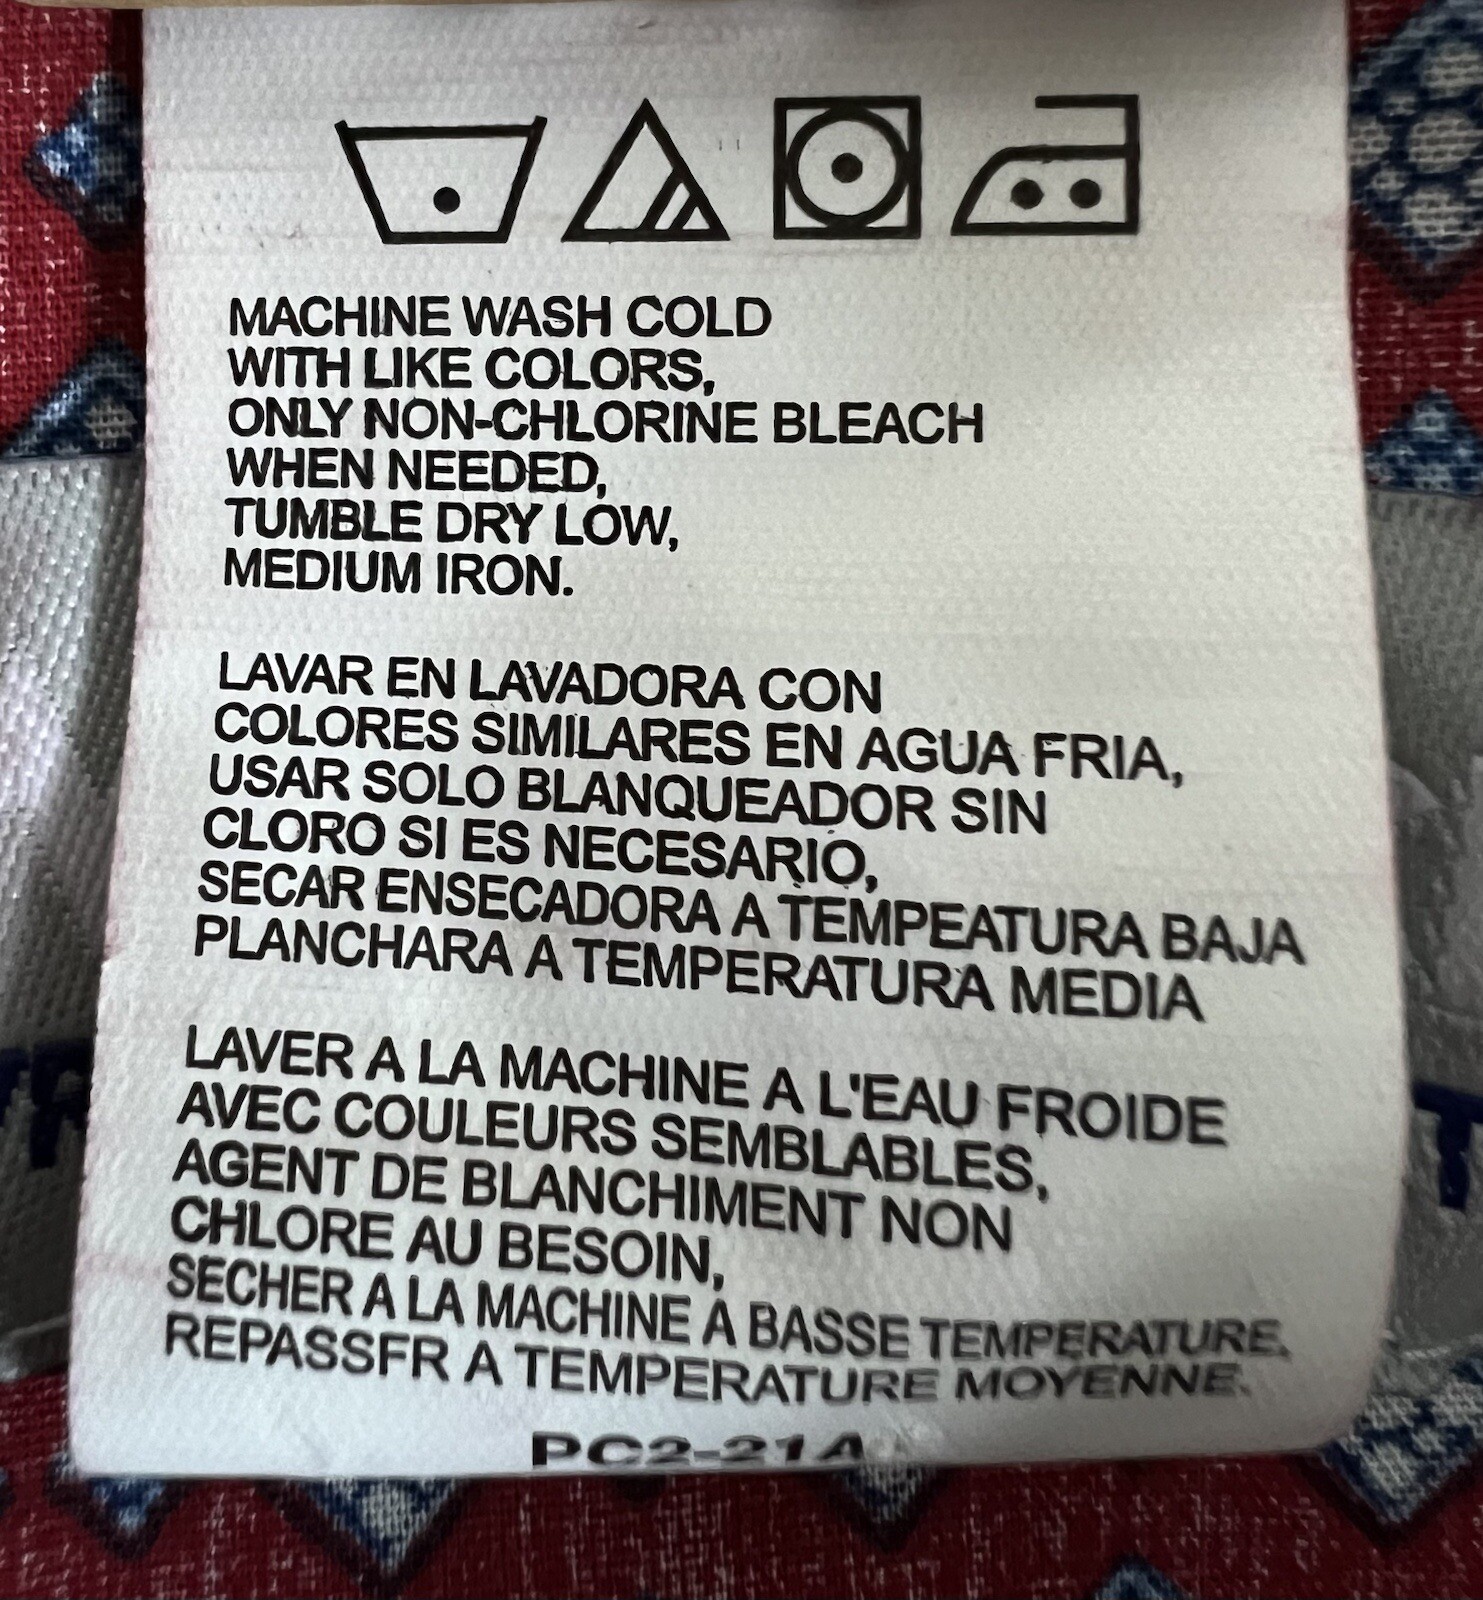 MACHINE WASH COLD
WITH LIKE COLORS,
ONLY NON-CHLORINE BLEACH
WHEN NEEDED,
TUMBLE DRY LOW,
MEDIUM IRON.
LAVAR EN LAVADORA CON
COLORES SIMILARES EN AGUA FRIA,
USAR SOLO BLANQUEADOR SIN
CLORO SI ES NECESARIO,
SECAR ENSECADORA A TEMPEATURA BAJA
PLANCHARA A TEMPERATURA MEDIA
LAVER A LA MACHINE A L'EAU FROIDE
AVEC COULEURS SEMBLABLES,
AGENT DE BLANCHIMENT NON
CHLORE AU BESOIN,
SECHER A LA MACHINE A BASSE TEMPERATURE.
REPASSFR A TEMPERATURE MOYENNE.
PC2-21A